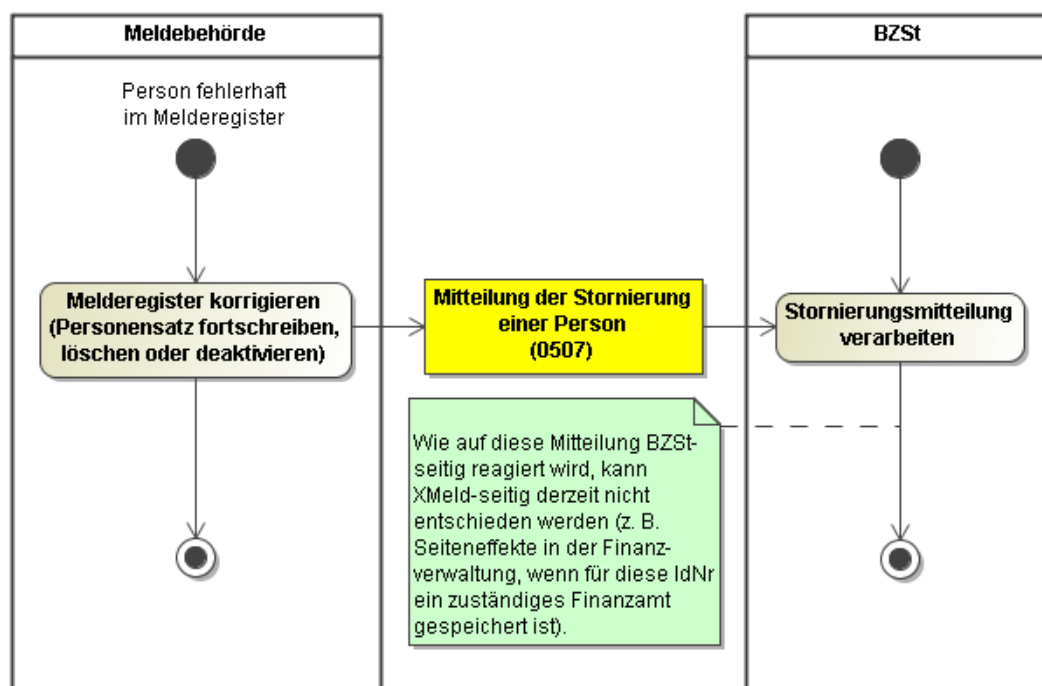 Meldebehörde
BZSt
Person fehlerhaft
im Melderegister
Melderegister korrigieren
(Personensatz fortschreiben,
löschen oder deaktivieren)
Mitteilung der Stornierung
einer Person
(0507)
Stornierungsmitteilung
verarbeiten
Wie auf diese Mitteilung BZSt-
seitig reagiert wird, kann
XMeld-seitig derzeit nicht
entschieden werden (z. B.
Seiteneffekte in der Finanz-
verwaltung, wenn für diese IdNr
ein zuständiges Finanzamt
gespeichert ist).